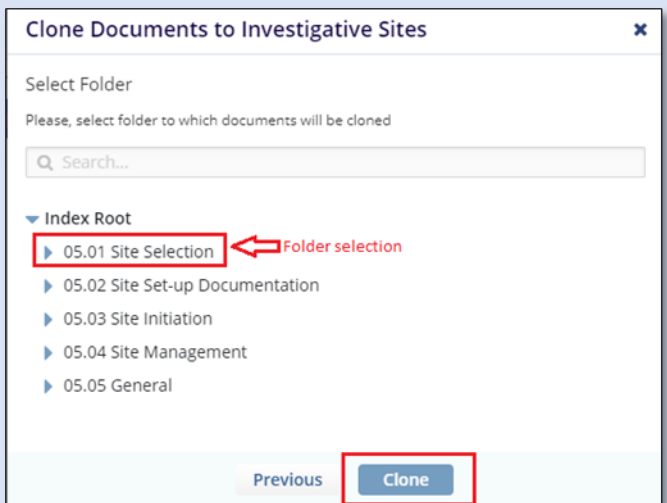 Clone Documents to Investigative Sites
Select Folder
Please, select folder to which documents will be cloned
Search...
Index Root
05.01 Site Selection Folder selection
05.02 Site Set-up Documentation
05.03 Site Initiation
05.04 Site Management
05.05 General
Previous Clone